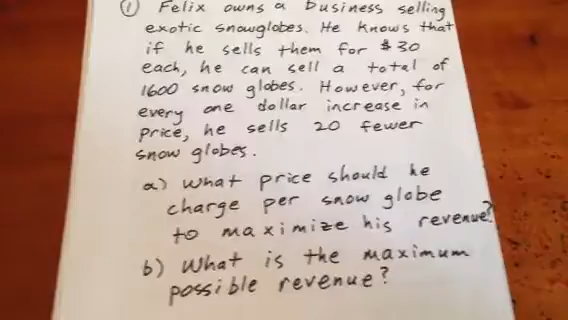 ① Felix owns a business selling
exotic snowglobes. He knows that
if he sells them for $30
each, he can sell a total of
1600 snow globes. However, for
every one dollar increase in
price, he sells 20 fewer
snow globes.
a) what price should he
charge per snow globe
to maximize his revenue?
b) What is the maximum
possible revenue?